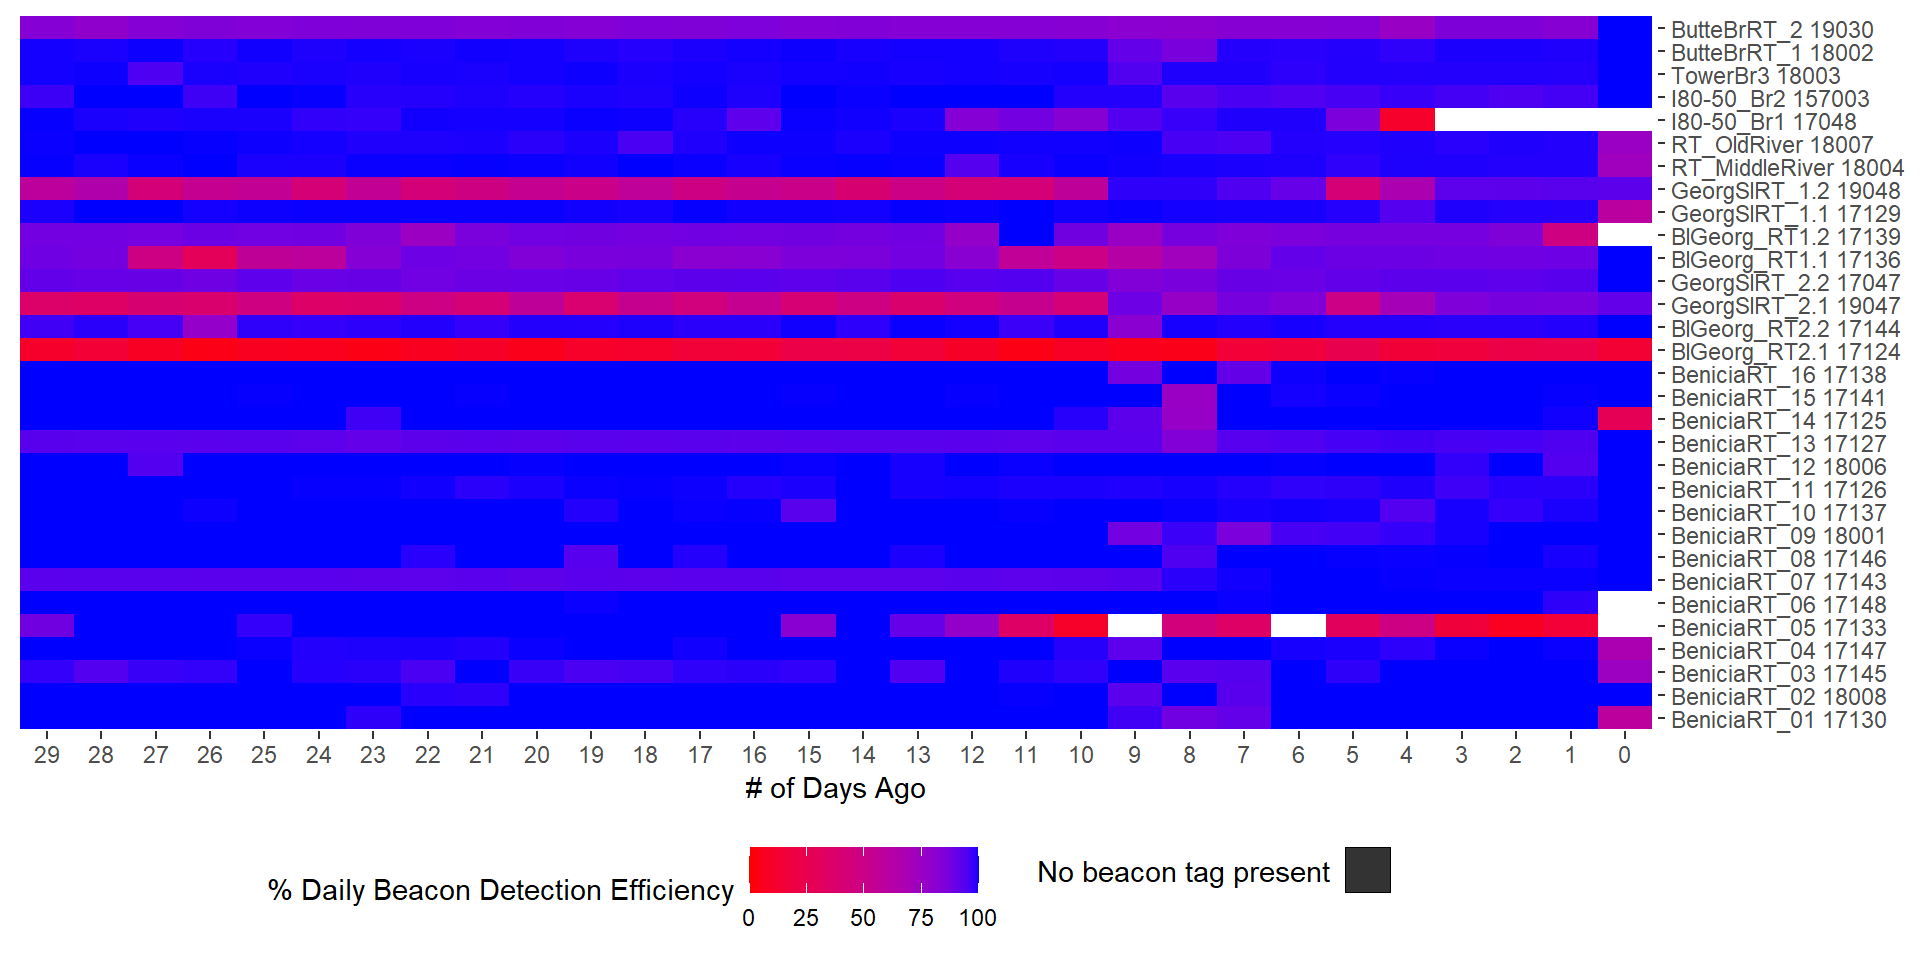 ButteBrRT_2 19030
ButteBrRT_1 18002
TowerBr3 18003
I80-50_Br2 157003
I80-50_Br1 17048
RT_OldRiver 18007
RT_MiddleRiver 18004
GeorgSlRT_1.2 19048
GeorgSlRT_1.1 17129
BlGeorg_RT1.2 17139
BlGeorg_RT1.1 17136
GeorgSlRT_2.2 17047
GeorgSlRT_2.1 19047
BlGeorg_RT2.2 17144
BlGeorg_RT2.1 17124
BeniciaRT_16 17138
BeniciaRT_15 17141
BeniciaRT_14 17125
BeniciaRT_13 17127
BeniciaRT_12 18006
BeniciaRT_11 17126
BeniciaRT_10 17137
BeniciaRT_09 18001
BeniciaRT_08 17146
BeniciaRT_07 17143
BeniciaRT_06 17148
BeniciaRT_05 17133
BeniciaRT_04 17147
BeniciaRT_03 17145
BeniciaRT_02 18008
BeniciaRT_01 17130
29 28 27 26 25 24 23 22 21 20 19 18 17 16 15 14 13 12 11 10 9 8 7 6 5 4 3 2 1 0
# of Days Ago
% Daily Beacon Detection Efficiency
0 25 50 75 100
No beacon tag present